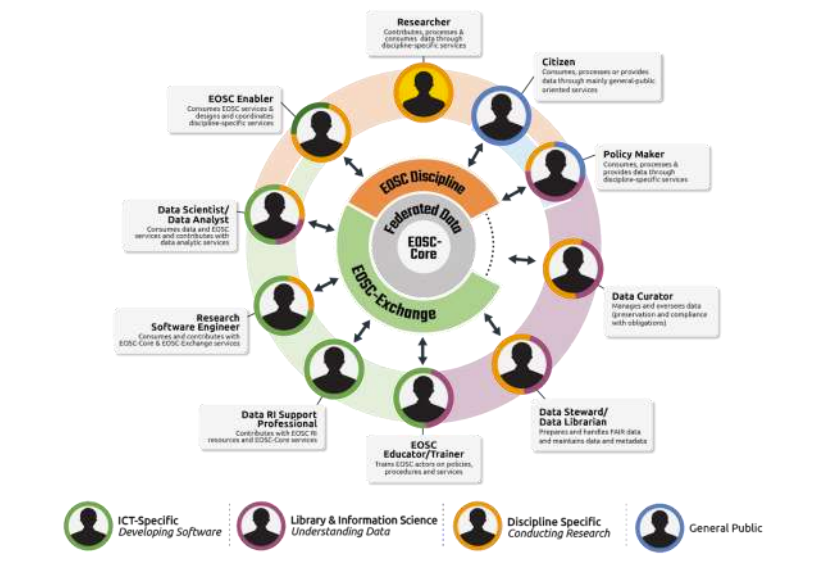 Researcher
Contributes, processes &
consumes data through
discipline-specific services
Citizen
Consumes, processes or provides
data through mainly general-public
oriented services
EOSC Enabler
Consumes EOSC services &
designs and coordinates
discipline-specific services
Policy Maker
Consumes, processes &
provides data through
discipline-specific services
EOSC Discipline
Federated Data
EOSC-
Core
EOSC-Exchange
Data Scientist/
Data Analyst
Consumes data and EOSC
services and contributes with
data analytic services
Data Curator
Manages and oversees data
(preservation and compliance
with obligations)
Research
Software Engineer
Consumes and contributes with
EOSC-Core & EOSC-Exchange services
Data RI Support
Professional
Contributes with EOSC RI
resources and EOSC-Core services
EOSC
Educator/Trainer
Trains EOSC actors on policies,
procedures and services
Data Steward/
Data Librarian
Prepares and handles FAIR data
and maintains data and metadata
ICT-Specific
Developing Software
Library & Information Science
Understanding Data
Discipline Specific
Conducting Research
General Public